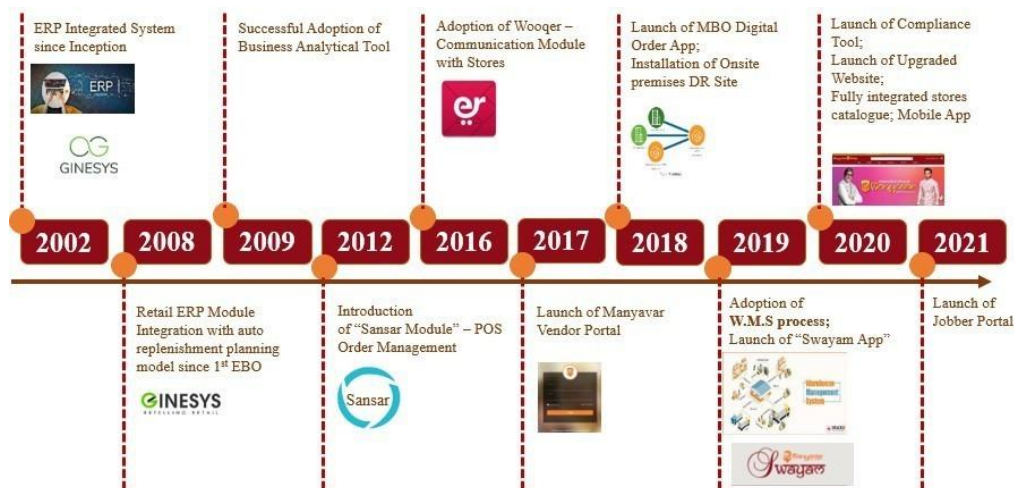 ERP Integrated System
since Inception
ERP
GINESYS
Successful Adoption of
Business Analytical Tool
Adoption of Wooqer –
Communication Module
with Stores
er
Launch of MBO Digital
Order App;
Installation of Onsite
premises DR Site
Launch of Compliance
Tool;
Launch of Upgraded
Website;
Fully integrated stores
catalogue; Mobile App
2002
2008
2009
2012
2016
2017
2018
2019
2020
2021
Retail ERP Module
Integration with auto
replenishment planning
model since 1st EBO
GINESYS
RETELLING RETAIL
Introduction
of “Sansar Module” – POS
Order Management
Sansar
Launch of Manyavar
Vendor Portal
Adoption of
W.M.S process;
Launch of “Swayam App”
Warehouse
Management
System
Manyavar
Swayam
Launch of
Jobber Portal